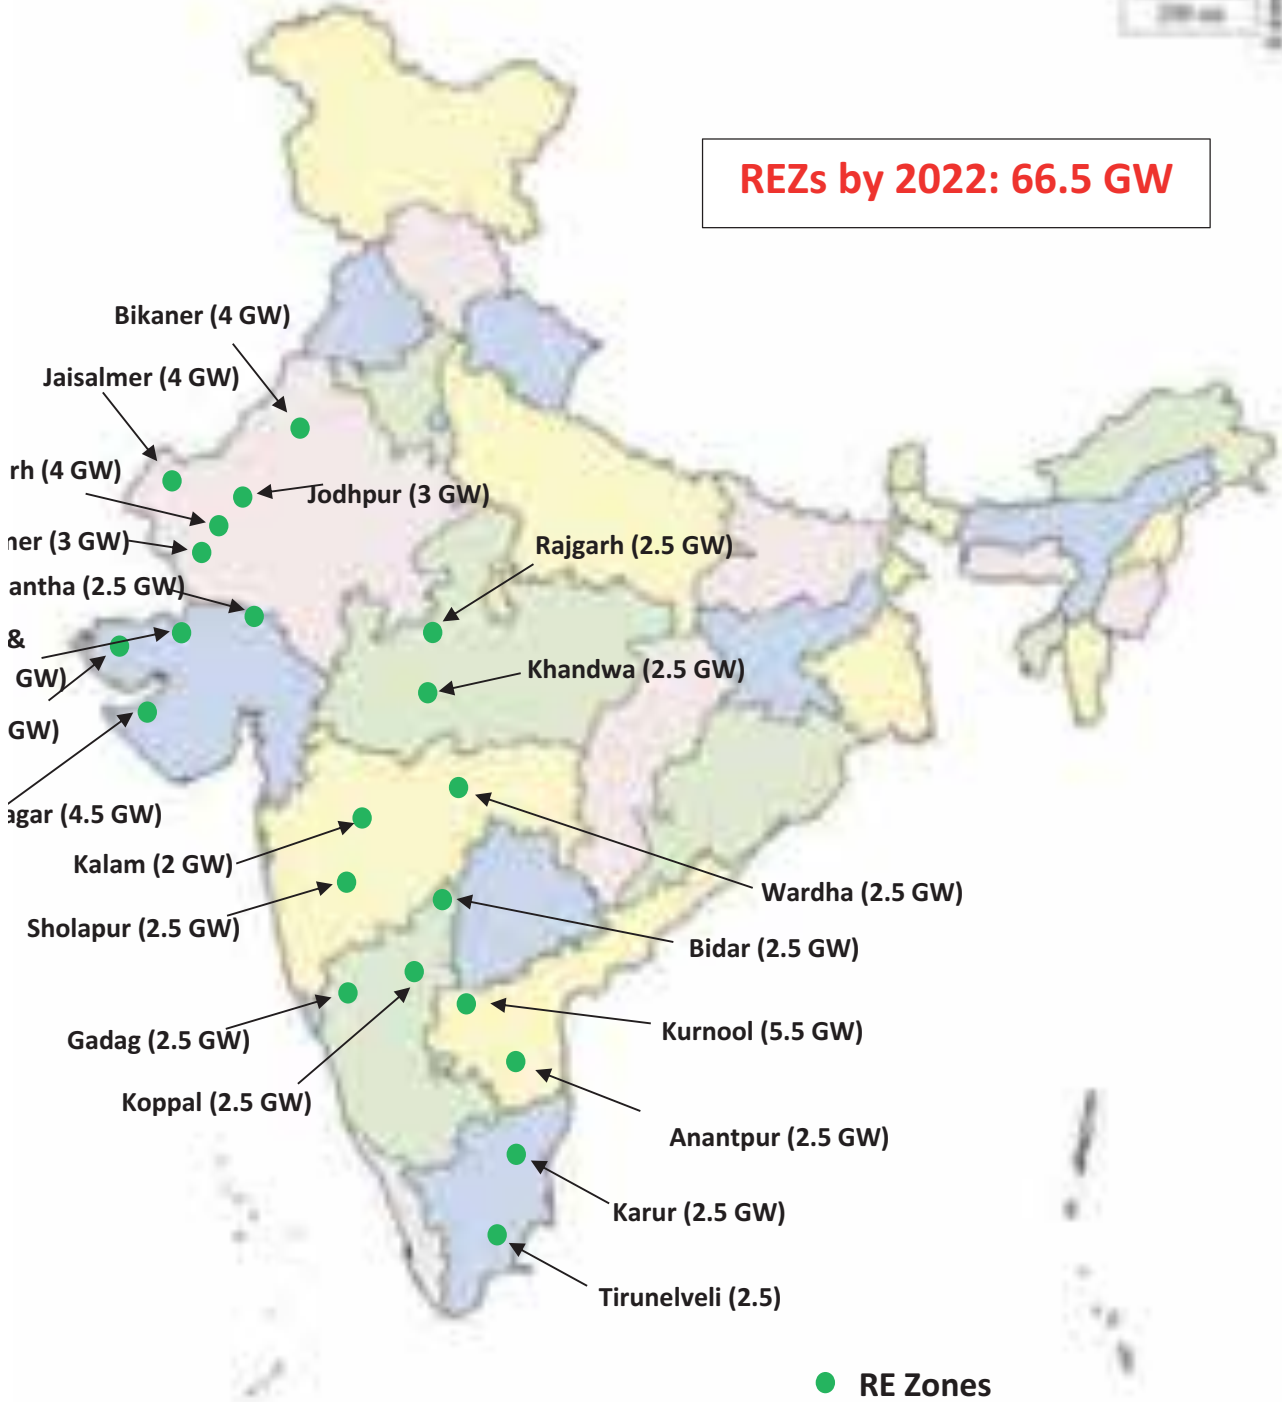 REZs by 2022: 66.5 GW
Bikaner (4 GW)
Jaisalmer (4 GW)
rh (4 GW)
Jodhpur (3 GW)
ner (3 GW)
Rajgarh (2.5 GW)
antha (2.5 GW)
&
GW)
Khandwa (2.5 GW)
GW)
agar (4.5 GW)
Kalam (2 GW)
Wardha (2.5 GW)
Sholapur (2.5 GW)
Bidar (2.5 GW)
Kurnool (5.5 GW)
Gadag (2.5 GW)
Koppal (2.5 GW)
Anantpur (2.5 GW)
Karur (2.5 GW)
Tirunelveli (2.5)
RE Zones